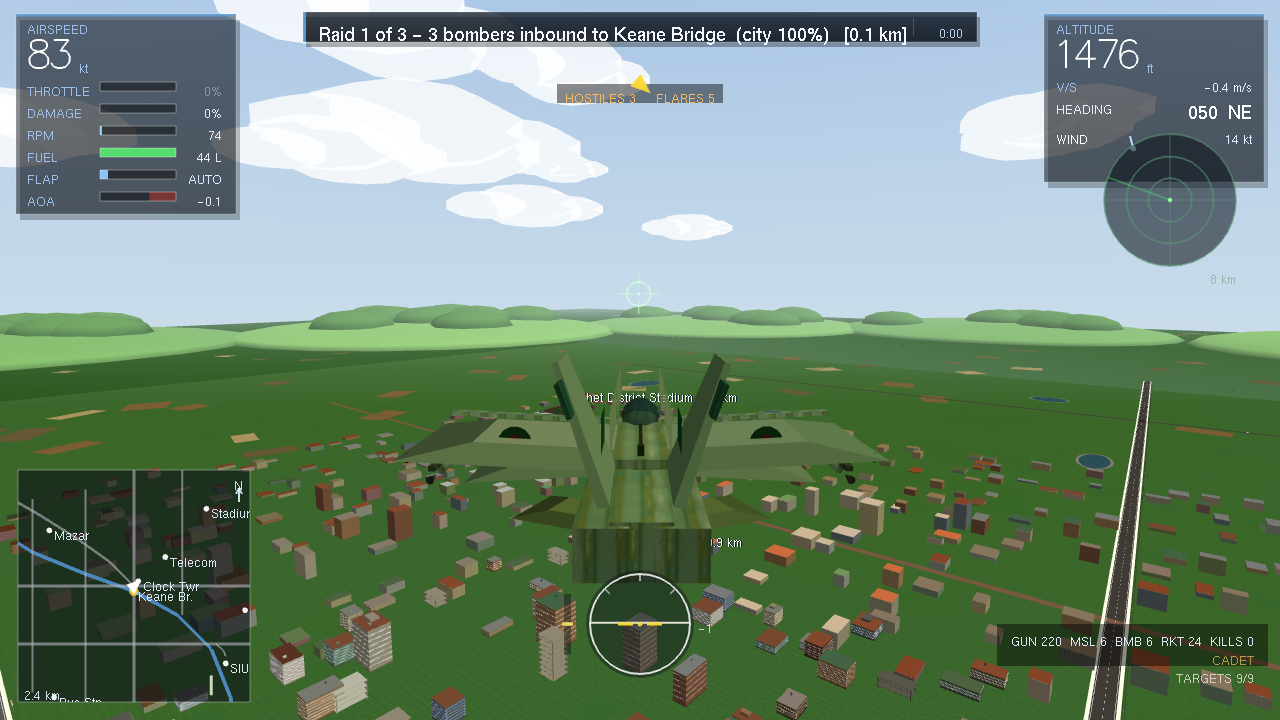 AIRSPEED
83 kt
THROTTLE 0%
DAMAGE 0%
RPM 74
FUEL 44 L
FLAP AUTO
AOA -0.1
Raid 1 of 3 – 3 bombers inbound to Keane Bridge (city 100%) [0.1 km] 0:00
HOSTILES 3 FLARES 5
ALTITUDE
1476 ft
V/S -0.4 m/s
HEADING 050 NE
WIND 14 kt
8 km
District Stadium km
.9 km
-1
N
Stadiur
Mazar
Telecom
Clock Twr
Keane Br.
SIU
2.4 km
GUN 220 MSL 6 BMB 6 RKT 24 KILLS 0
CADET
TARGETS 9/9